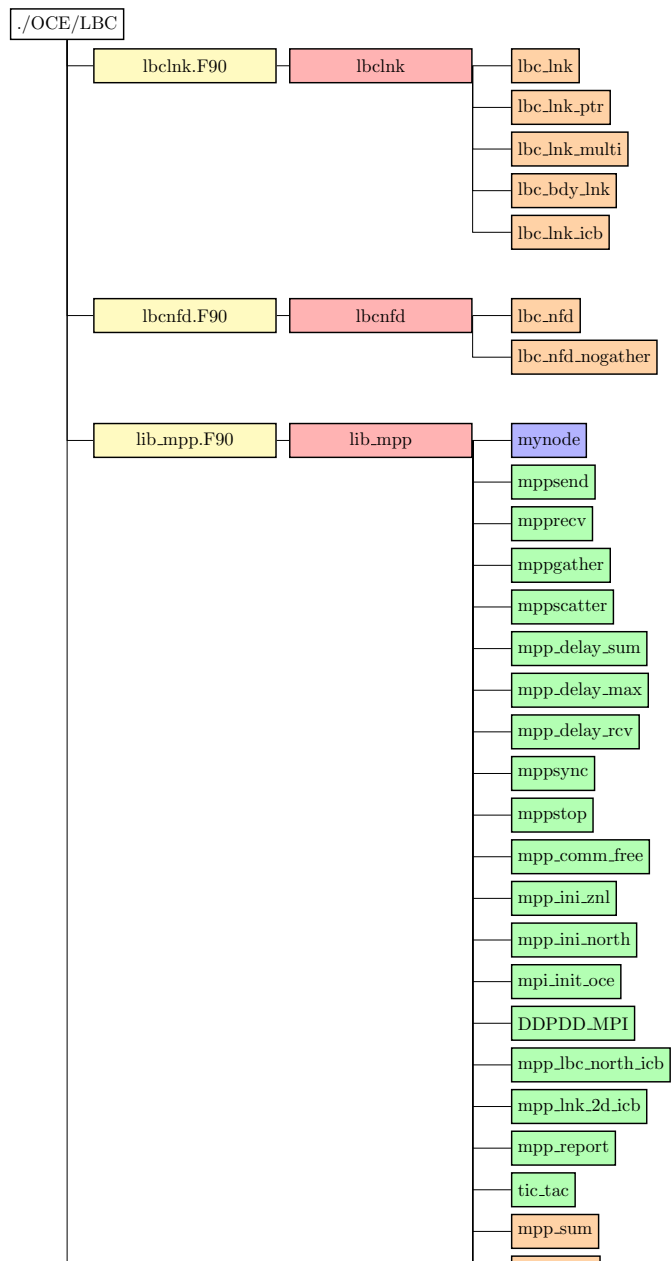 ./OCE/LBC
lbclnk.F90 lbclnk lbc_lnk
lbc_lnk_ptr
lbc_lnk_multi
lbc_bdy_lnk
lbc_lnk_icb
lbcnfd.F90 lbcnfd lbc_nfd
lbc_nfd_nogather
lib_mpp.F90 lib_mpp mynode
mppsend
mpprecv
mppgather
mppscatter
mpp_delay_sum
mpp_delay_max
mpp_delay_rcv
mppsync
mppstop
mpp_comm_free
mpp_ini_znl
mpp_ini_north
mpi_init_oce
DDPDD_MPI
mpp_lbc_north_icb
mpp_lnk_2d_icb
mpp_report
tic_tac
mpp_sum